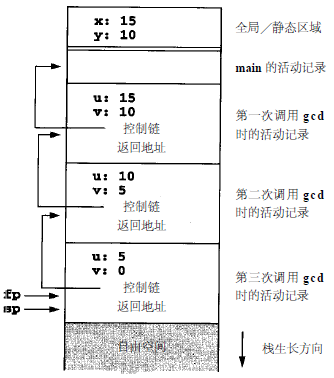 x: 15
y: 10
全局／静态区域
main 的活动记录
u: 15
v: 10
控制链
返回地址
第一次调用 gcd
时的活动记录
u: 10
v: 5
控制链
返回地址
第二次调用 gcd
时的活动记录
u: 5
v: 0
控制链
返回地址
第三次调用 gcd
时的活动记录
fp
sp
自由空间
栈生长方向